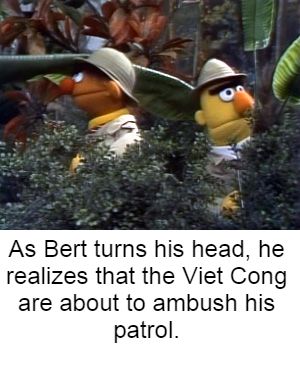 As Bert turns his head, he
realizes that the Viet Cong
are about to ambush his
patrol.